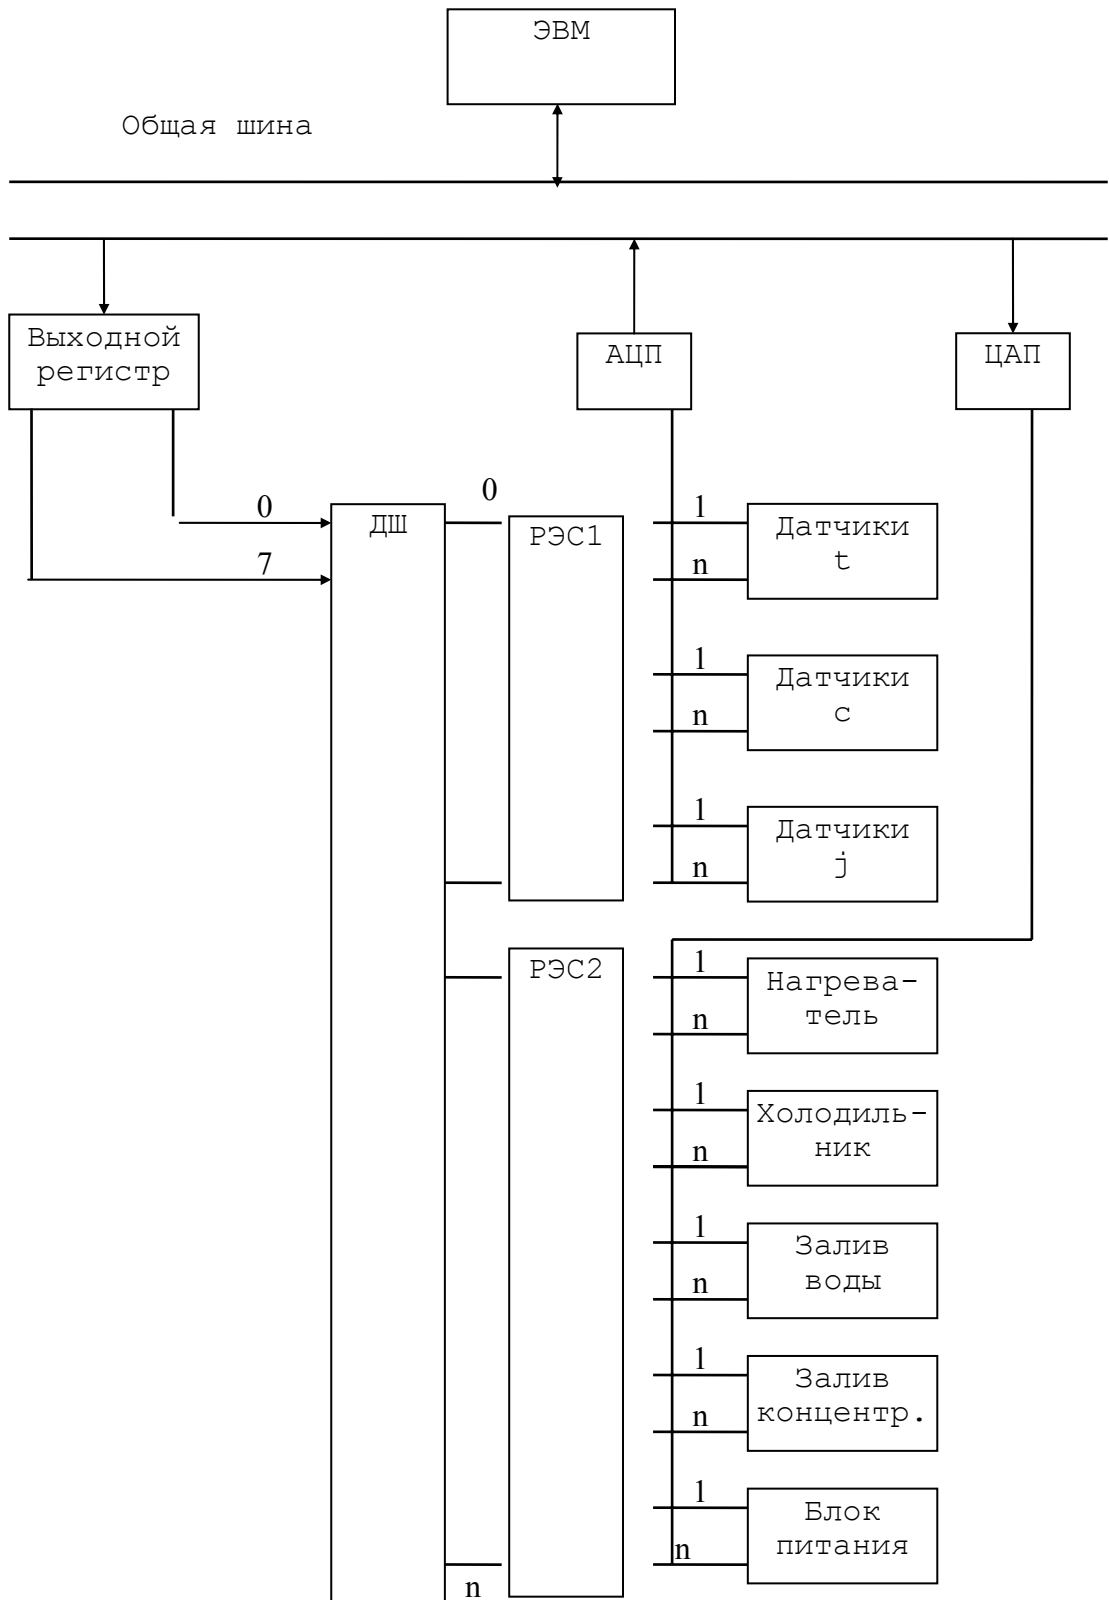 ЭВМ
Общая шина
Выходной
регистр
АЦП
ЦАП
0
7
ДШ
0
РЭС1
1
n
Датчики
t
1
n
Датчики
c
1
n
Датчики
j
РЭС2
1
n
Нагрева-
тель
1
n
Холодиль-
ник
1
n
Залив
воды
1
n
Залив
концентр.
1
n
Блок
питания
n